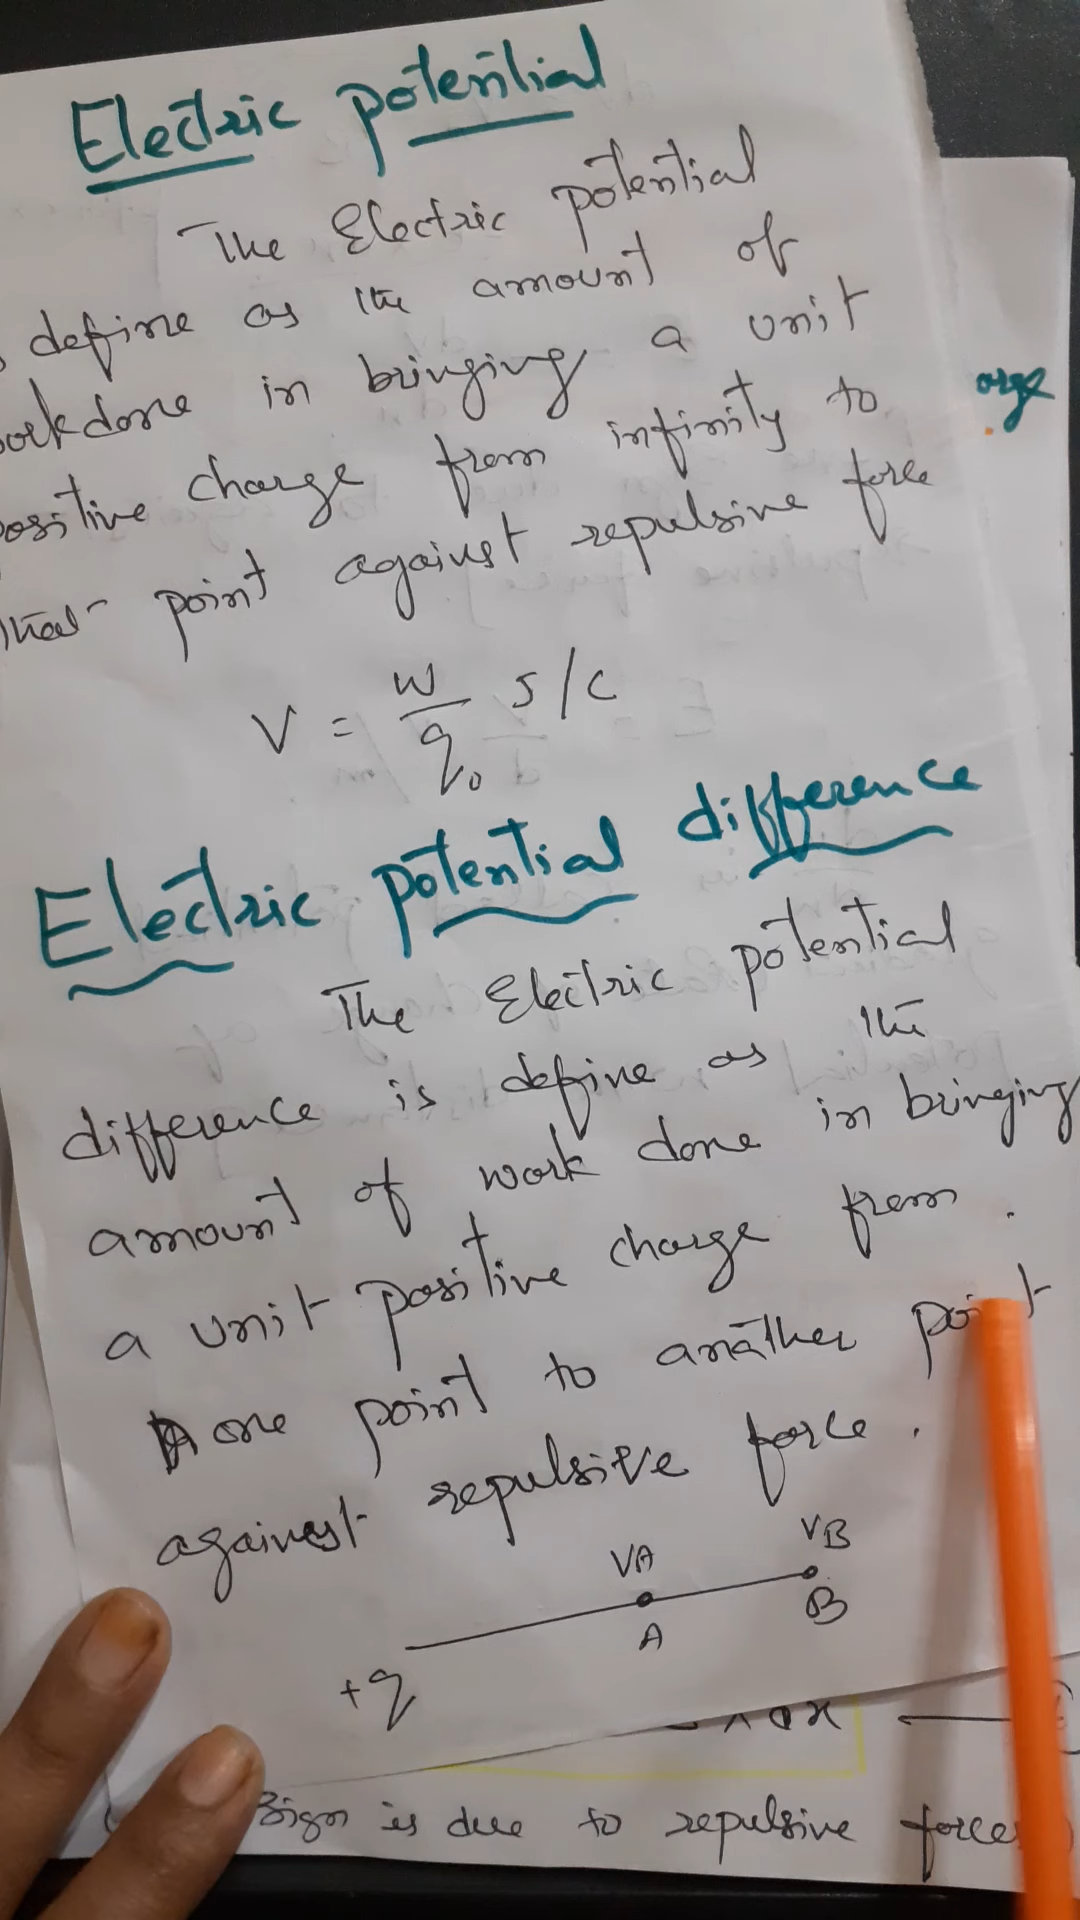 Electric potential
The Electric potential
define as the amount of
workdone in bringing a unit
positive charge from infinity to
that point against repulsive force
V = W/q₀ J/C
Electric potential difference
The Electric potential
difference is define as the
amount of work done in bringing
a unit positive charge from
one point to another point
against repulsive force.
VA VB
A B
+q
sign is due to repulsive forces